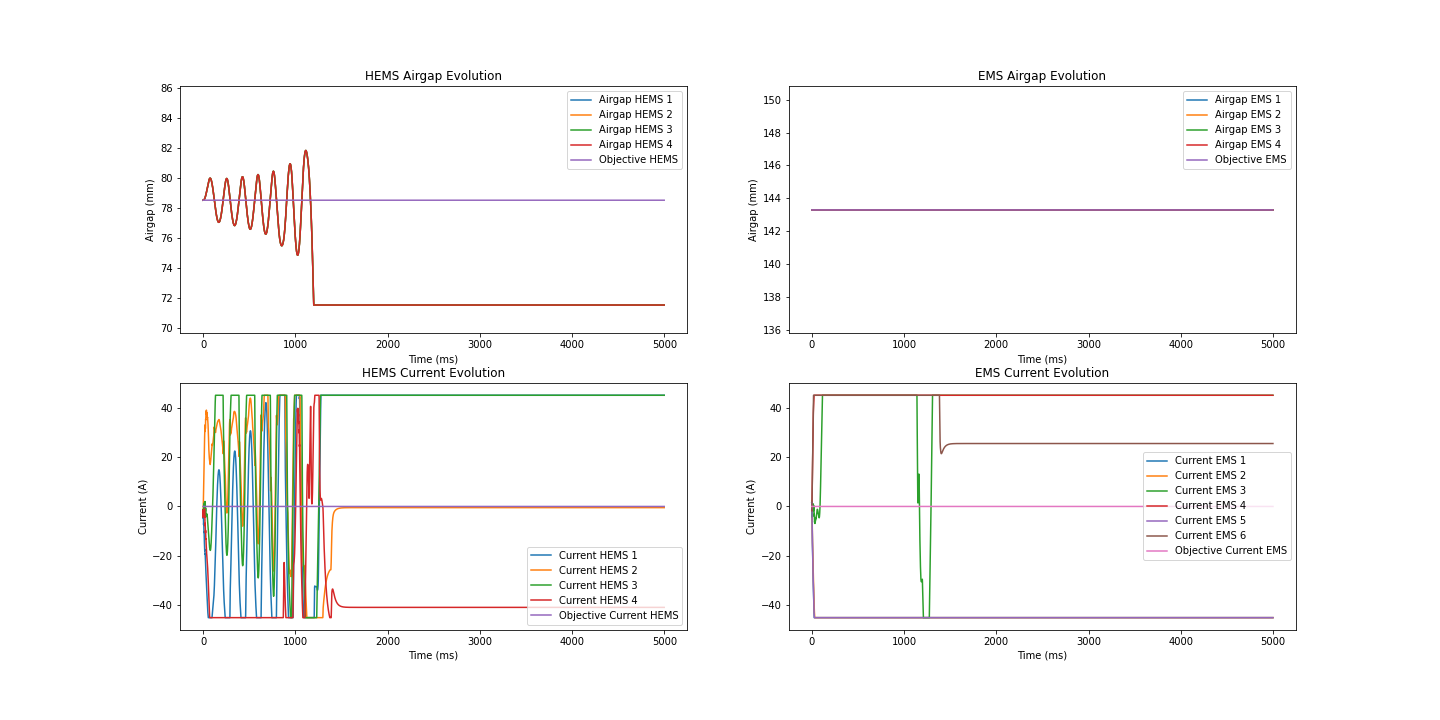 HEMS Airgap Evolution
86
84
82
80
78
76
74
72
70
Airgap (mm)
0 1000 2000 3000 4000 5000
Time (ms)
Airgap HEMS 1
Airgap HEMS 2
Airgap HEMS 3
Airgap HEMS 4
Objective HEMS
EMS Airgap Evolution
150
148
146
144
142
140
138
136
Airgap (mm)
0 1000 2000 3000 4000 5000
Time (ms)
Airgap EMS 1
Airgap EMS 2
Airgap EMS 3
Airgap EMS 4
Objective EMS
HEMS Current Evolution
40
20
0
−20
−40
Current (A)
0 1000 2000 3000 4000 5000
Time (ms)
Current HEMS 1
Current HEMS 2
Current HEMS 3
Current HEMS 4
Objective Current HEMS
EMS Current Evolution
40
20
0
−20
−40
Current (A)
0 1000 2000 3000 4000 5000
Time (ms)
Current EMS 1
Current EMS 2
Current EMS 3
Current EMS 4
Current EMS 5
Current EMS 6
Objective Current EMS